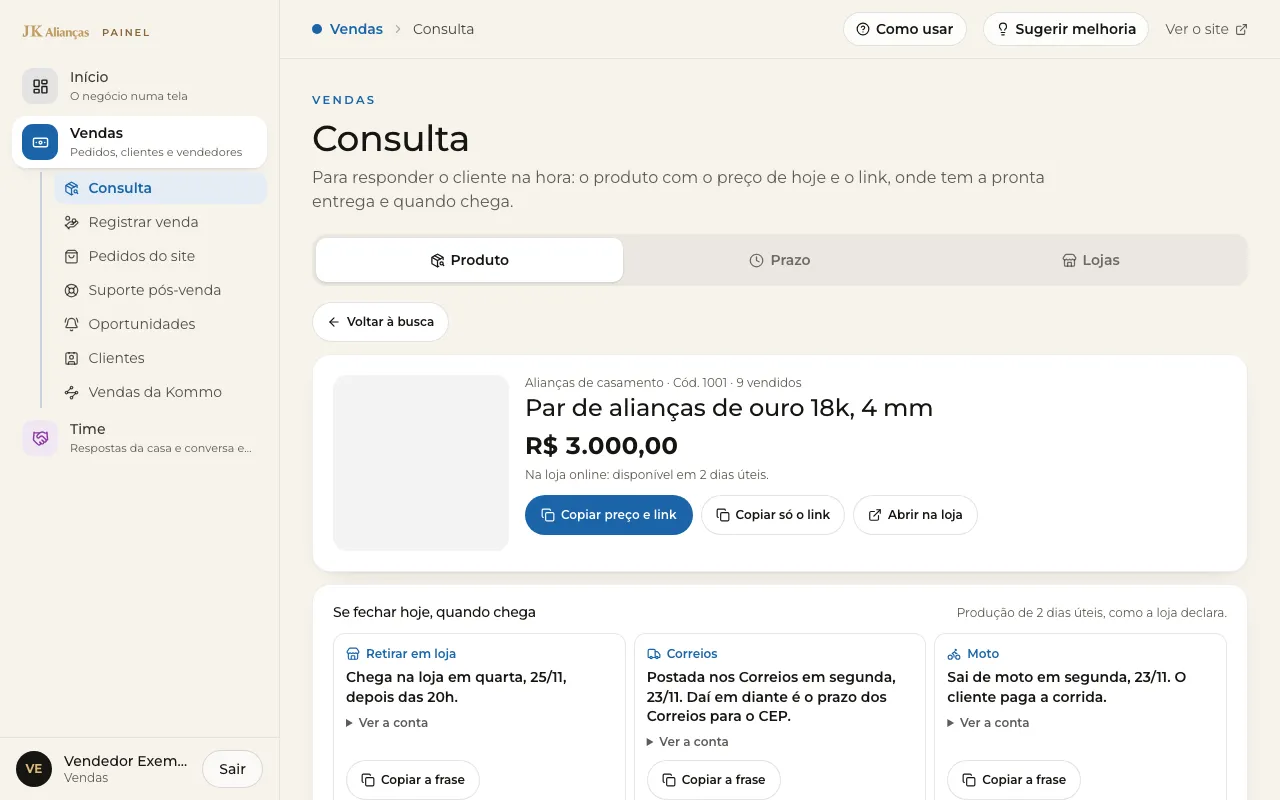 JK Alianças PAINEL
Início
O negócio numa tela
Vendas
Pedidos, clientes e vendedores
Consulta
Registrar venda
Pedidos do site
Suporte pós-venda
Oportunidades
Clientes
Vendas da Kommo
Time
Respostas da casa e conversa e...
VE
Vendedor Exem...
Vendas
Sair
Vendas
Consulta
Como usar
Sugerir melhoria
Ver o site
VENDAS
Consulta
Para responder o cliente na hora: o produto com o preço de hoje e o link, onde tem a pronta
entrega e quando chega.
Produto
Prazo
Lojas
Voltar à busca
Alianças de casamento · Cód. 1001 · 9 vendidos
Par de alianças de ouro 18k, 4 mm
R$ 3.000,00
Na loja online: disponível em 2 dias úteis.
Copiar preço e link
Copiar só o link
Abrir na loja
Se fechar hoje, quando chega
Produção de 2 dias úteis, como a loja declara.
Retirar em loja
Chega na loja em quarta, 25/11,
depois das 20h.
Ver a conta
Copiar a frase
Correios
Postada nos Correios em segunda,
23/11. Daí em diante é o prazo dos
Correios para o CEP.
Ver a conta
Copiar a frase
Moto
Sai de moto em segunda, 23/11. O
cliente paga a corrida.
Ver a conta
Copiar a frase